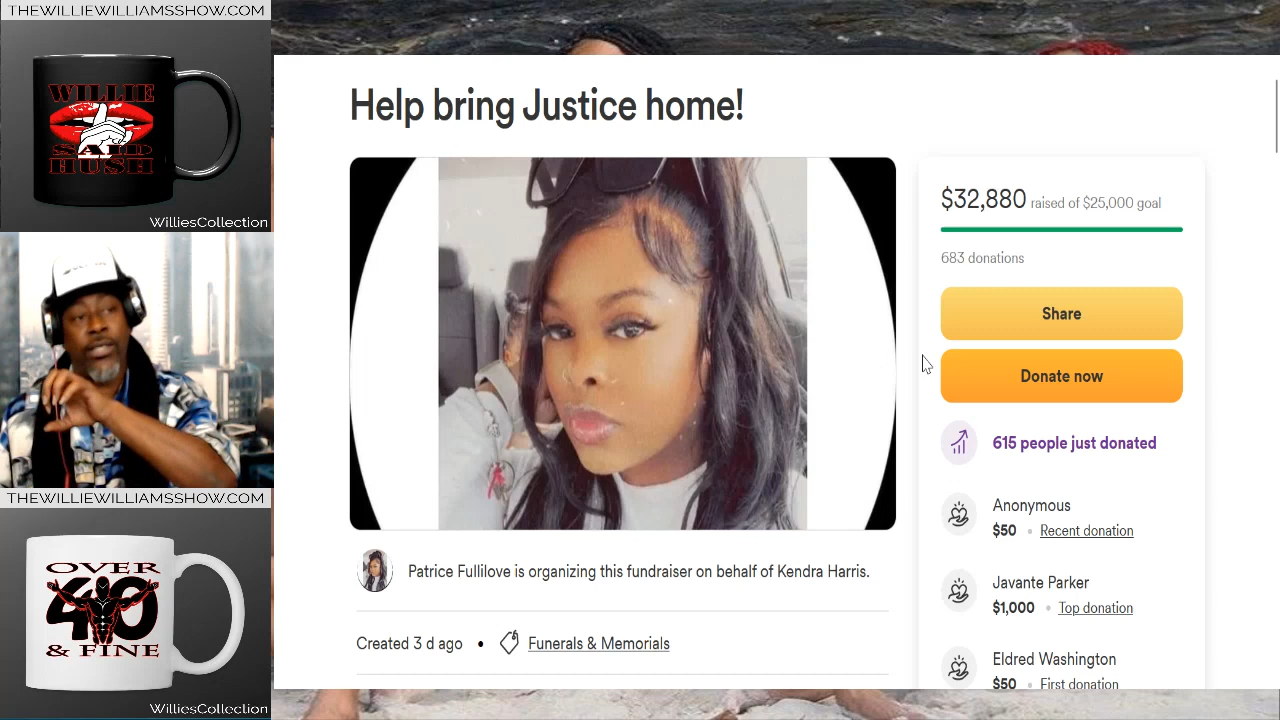 THEWILLIEWILLIAMSSHOW.COM
WILLIE
SAID
HUSH
WilliesCollection
THEWILLIEWILLIAMSSHOW.COM
OVER
40
& FINE
WilliesCollection
Help bring Justice home!
$32,880 raised of $25,000 goal
683 donations
Share
Donate now
615 people just donated
Anonymous
$50 • Recent donation
Javante Parker
$1,000 • Top donation
Eldred Washington
$50 • First donation
Patrice Fullilove is organizing this fundraiser on behalf of Kendra Harris.
Created 3 d ago • Funerals & Memorials